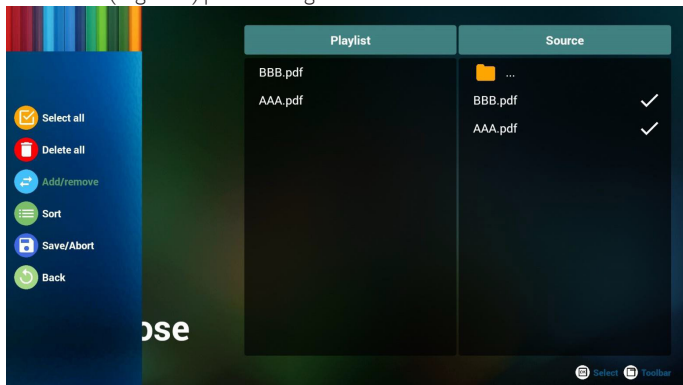 Playlist
Source
BBB.pdf
AAA.pdf
...
BBB.pdf
AAA.pdf
Select all
Delete all
Add/remove
Sort
Save/Abort
Back
ose
OK Select Toolbar